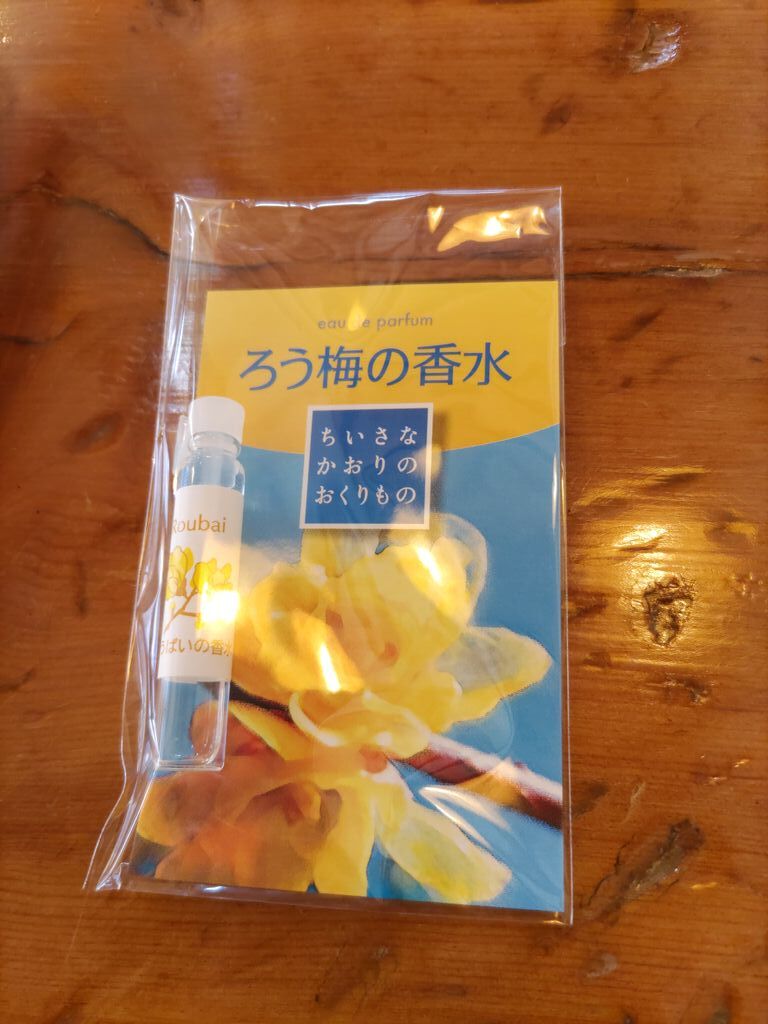 eau de parfum
ろう梅の香水
ちいさな
かおりの
おくりもの
Roubai
うばいの香水